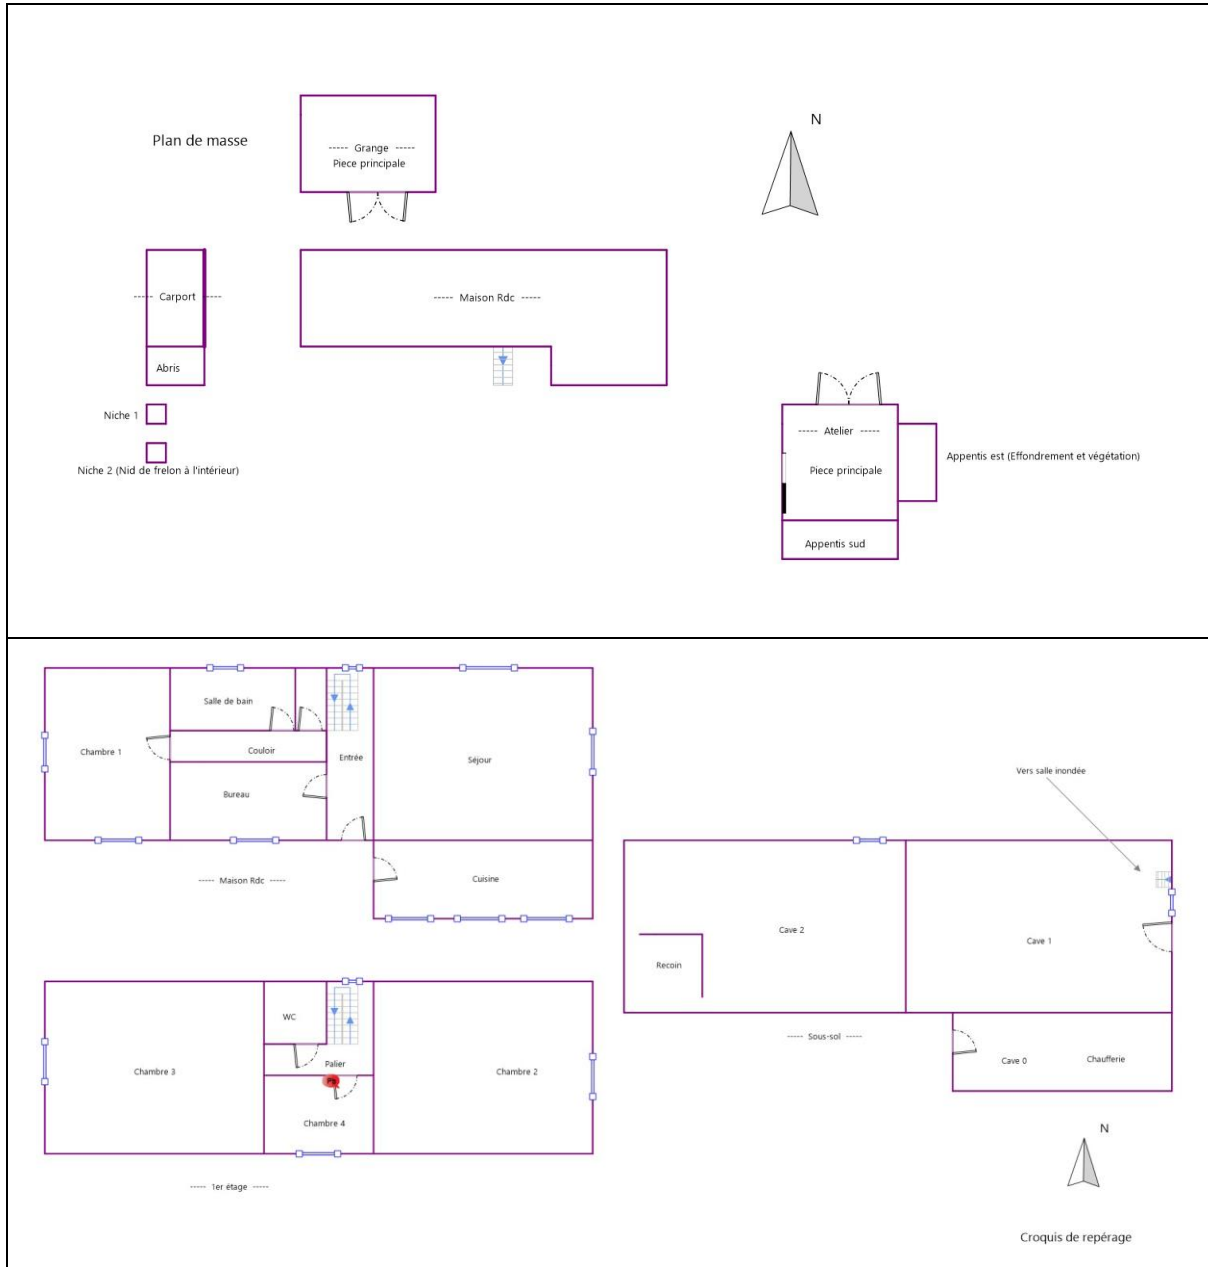 Plan de masse
----- Grange -----
Piece principale
N
----- Carport -----
----- Maison Rdc -----
Abris
Niche 1
Niche 2 (Nid de frelon à l'intérieur)
----- Atelier -----
Piece principale
Appentis est (Effondrement et végétation)
Appentis sud
Salle de bain
Chambre 1
Couloir
Entrée
Séjour
Bureau
Cuisine
----- Maison Rdc -----
Vers salle inondée
Cave 2
Cave 1
Recoin
----- Sous-sol -----
Cave 0
Chaufferie
WC
Palier
Chambre 3
Pb
Chambre 2
Chambre 4
----- 1er étage -----
N
Croquis de repérage